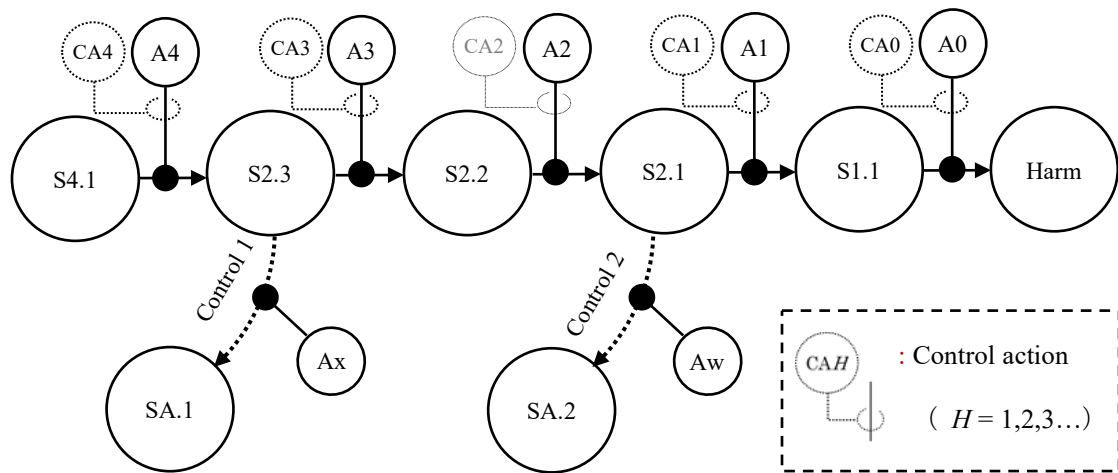 CA4 A4 CA3 A3 CA2 A2 CA1 A1 CA0 A0
S4.1 S2.3 S2.2 S2.1 S1.1 Harm
Control 1 Control 2
Ax Aw
SA.1 SA.2
CAH : Control action
( H = 1,2,3…)